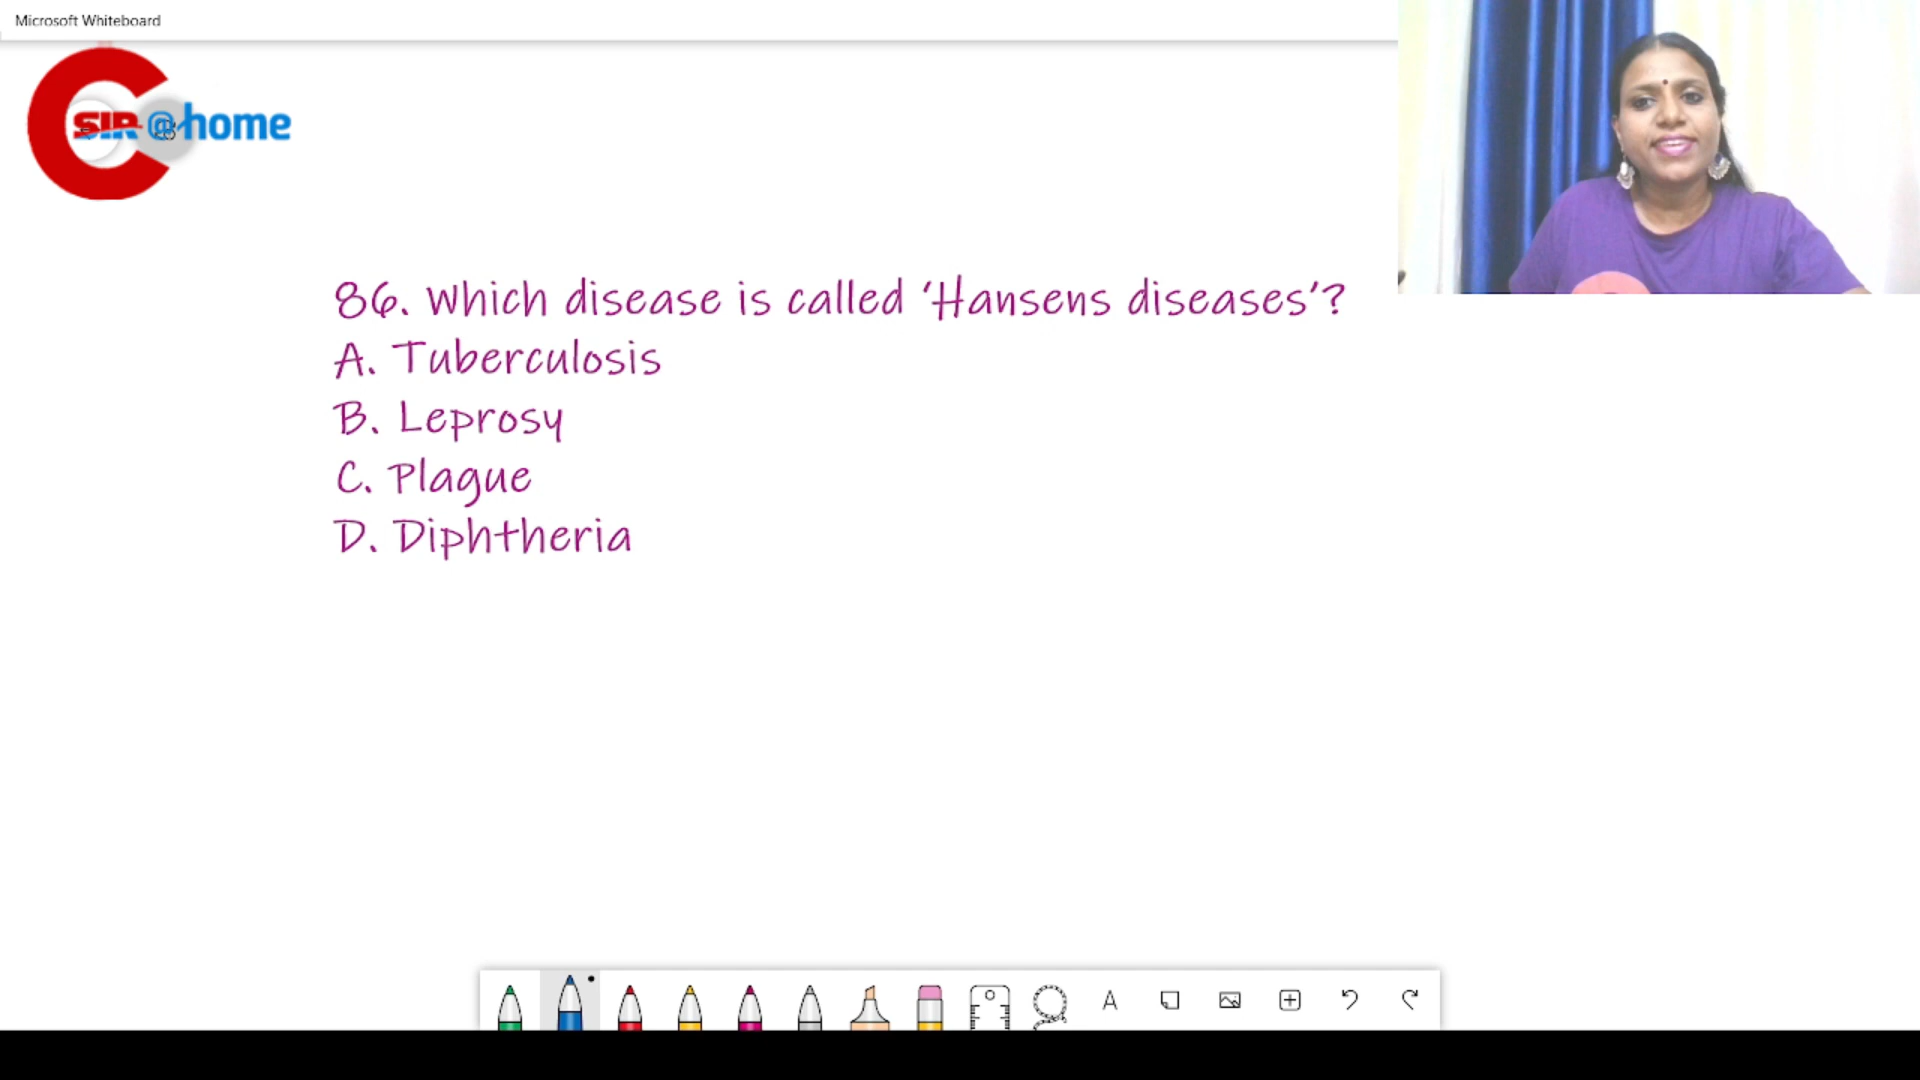 Microsoft Whiteboard
SIR @home
86. Which disease is called ‘Hansens diseases’?
A. Tuberculosis
B. Leprosy
C. Plague
D. Diphtheria
A